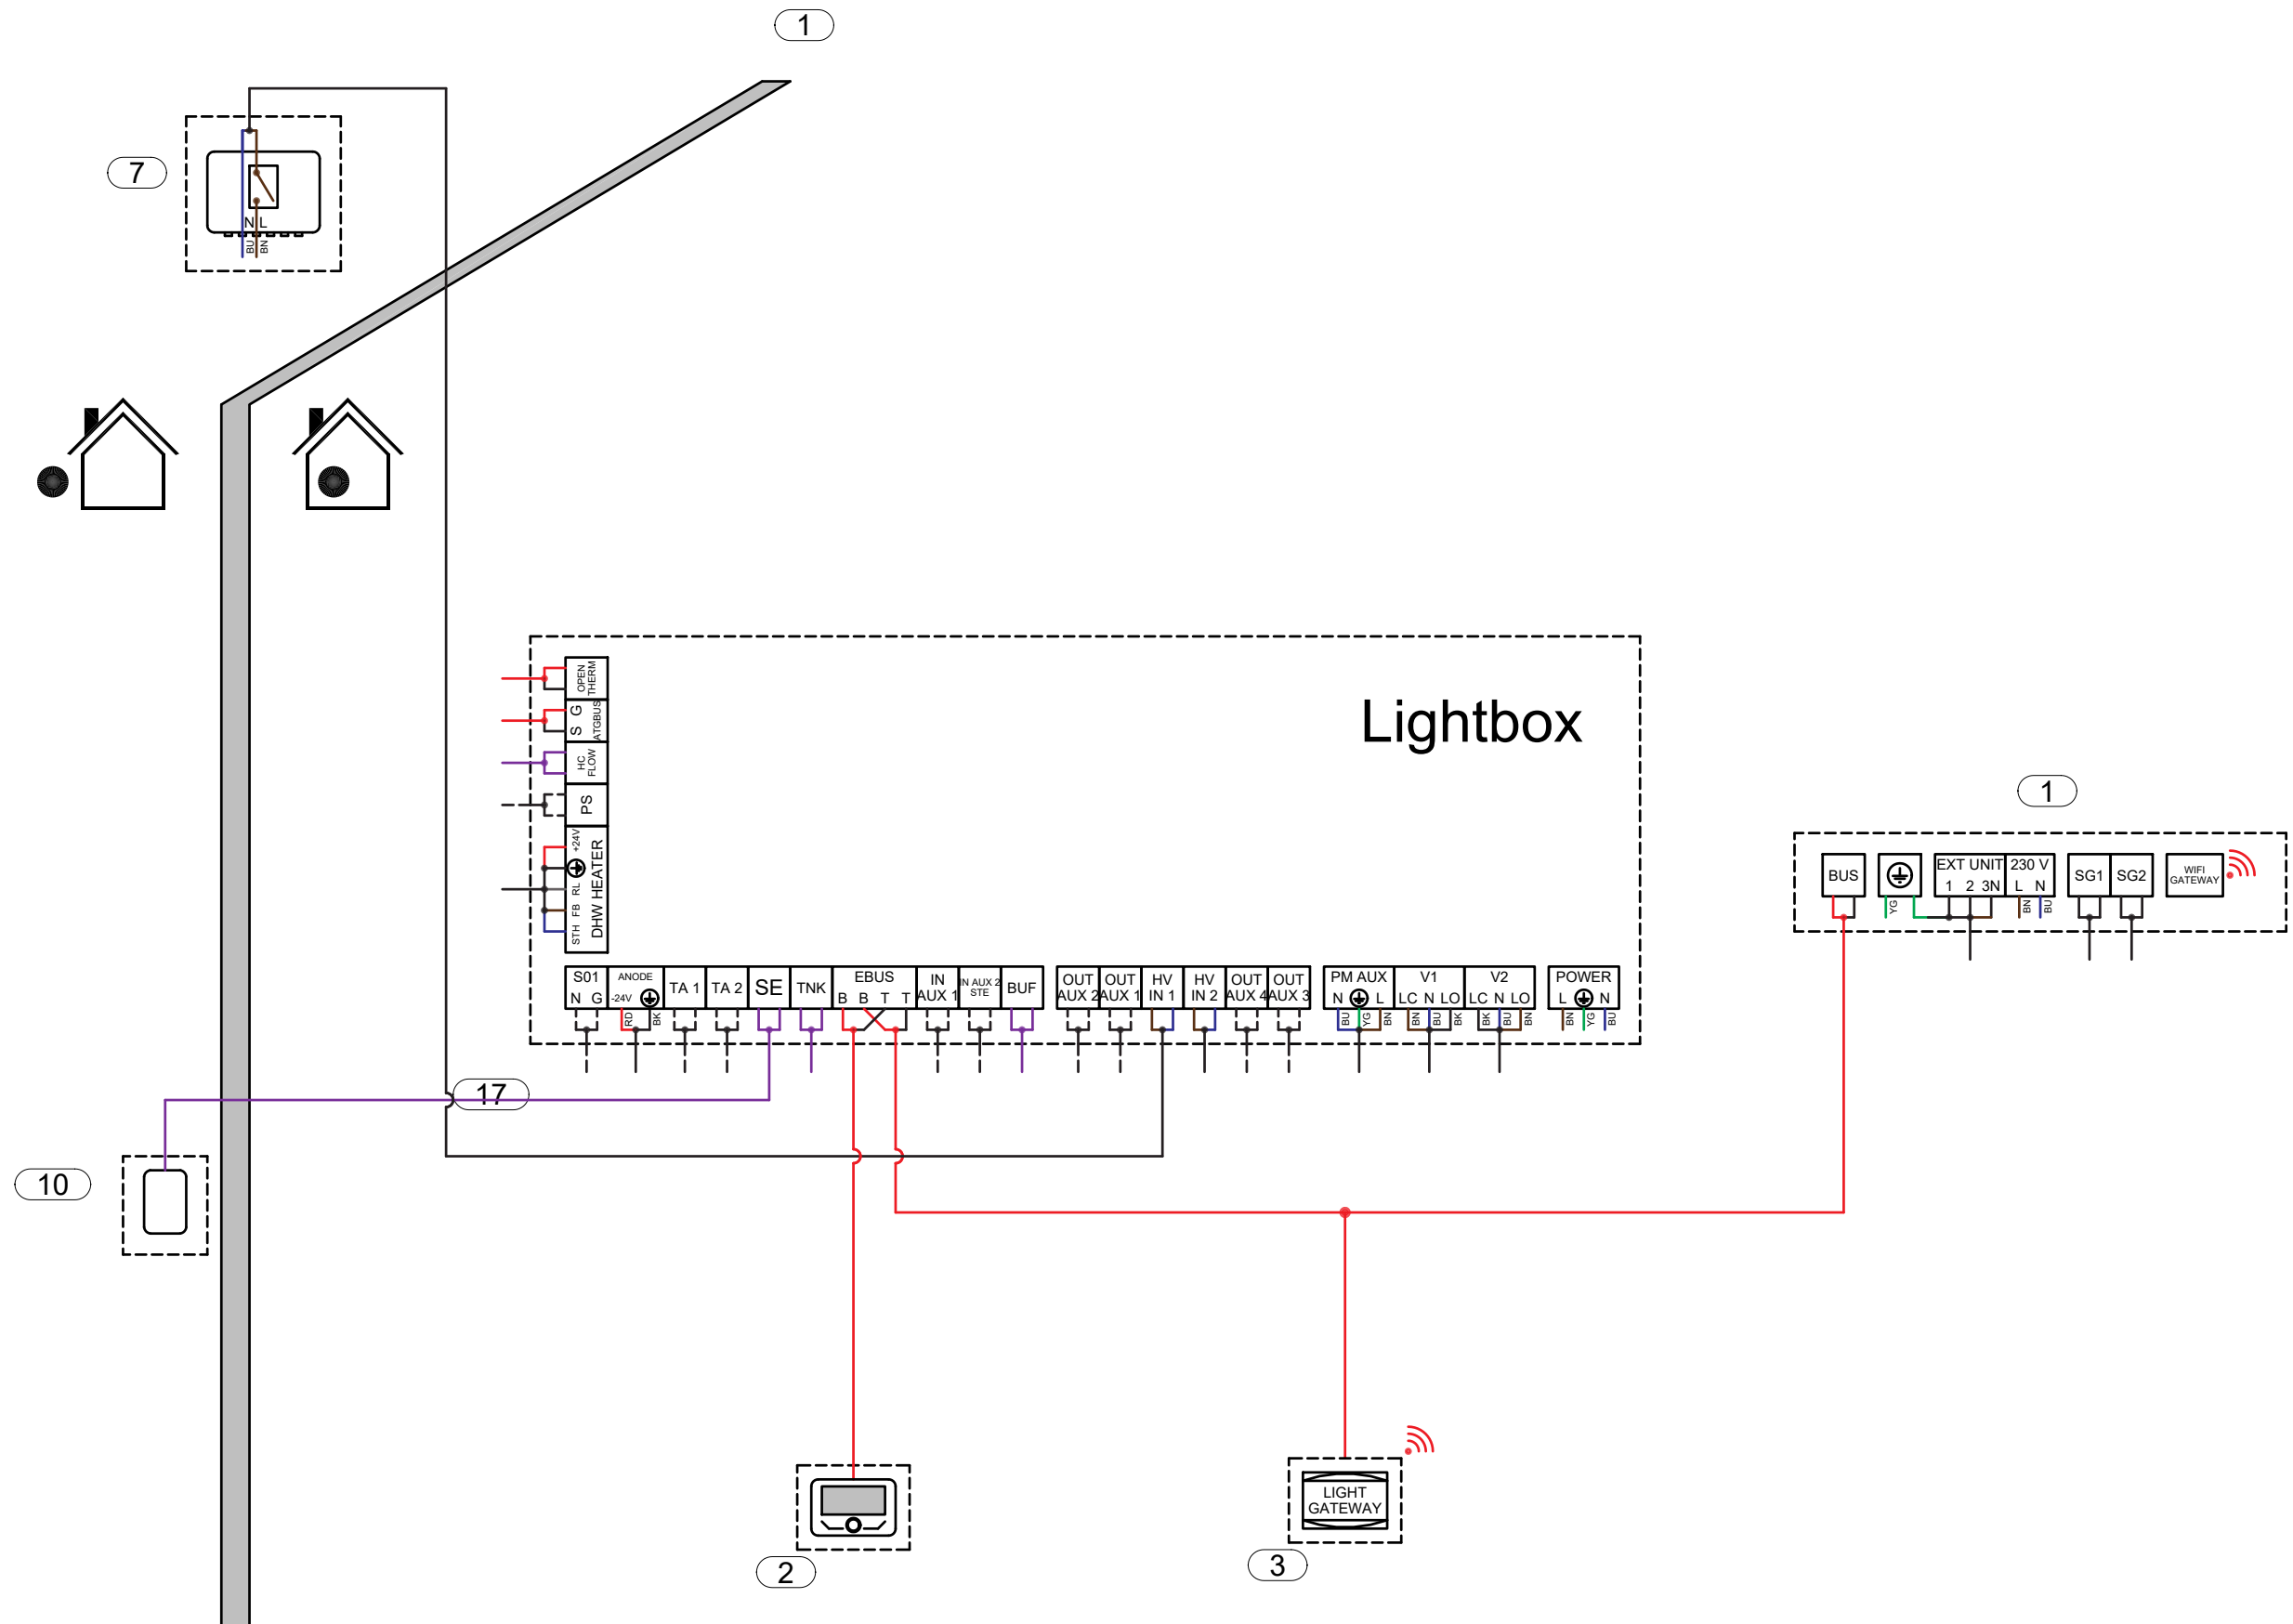 1
7
N L
BU BN
Lightbox
OPEN THERM
S G
ATGBUS
HC FLOW
PS
STH FB RL +24V
DHW HEATER
1
BUS
YG
EXT UNIT
1 2 3N
230 V
L N
BN BU
SG1
SG2
WIFI
GATEWAY
S01
N G
ANODE
-24V
RD BK
TA 1
TA 2
SE
TNK
EBUS
B B T T
IN
AUX 1
IN AUX 2
STE
BUF
OUT
AUX 2
OUT
AUX 1
HV
IN 1
HV
IN 2
OUT
AUX 4
OUT
AUX 3
PM AUX
N L
BU YG BN
V1
LC N LO
BN BU BK
V2
LC N LO
BK BU BN
POWER
L N
BN YG BU
17
10
LIGHT
GATEWAY
2
3